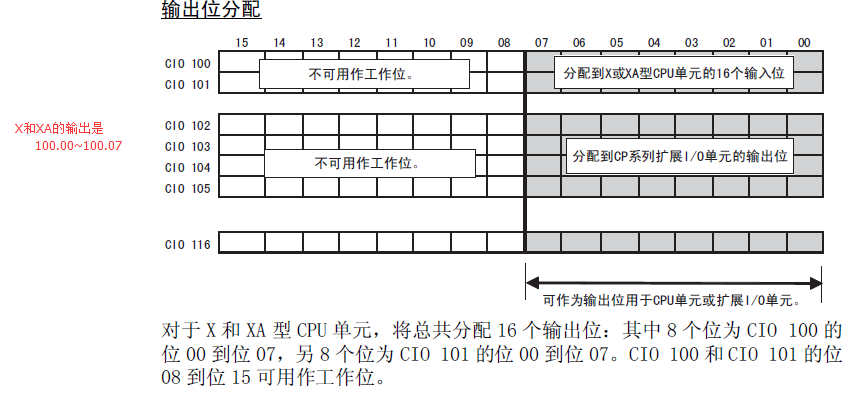 输出位分配
15 14 13 12 11 10 09 08 07 06 05 04 03 02 01 00
CIO 100
CIO 101
不可用作工作位。
分配到X或XA型CPU单元的16个输入位
X和XA的输出是
100.00~100.07
CIO 102
CIO 103
CIO 104
CIO 105
不可用作工作位。
分配到CP系列扩展I/O单元的输出位
CIO 116
可作为输出位用于CPU单元或扩展I/O单元。
对于 X 和 XA 型 CPU 单元，将总共分配 16 个输出位：其中 8 个位为 CIO 100 的
位 00 到位 07，另 8 个位为 CIO 101 的位 00 到位 07。CIO 100 和 CIO 101 的位
08 到位 15 可用作工作位。